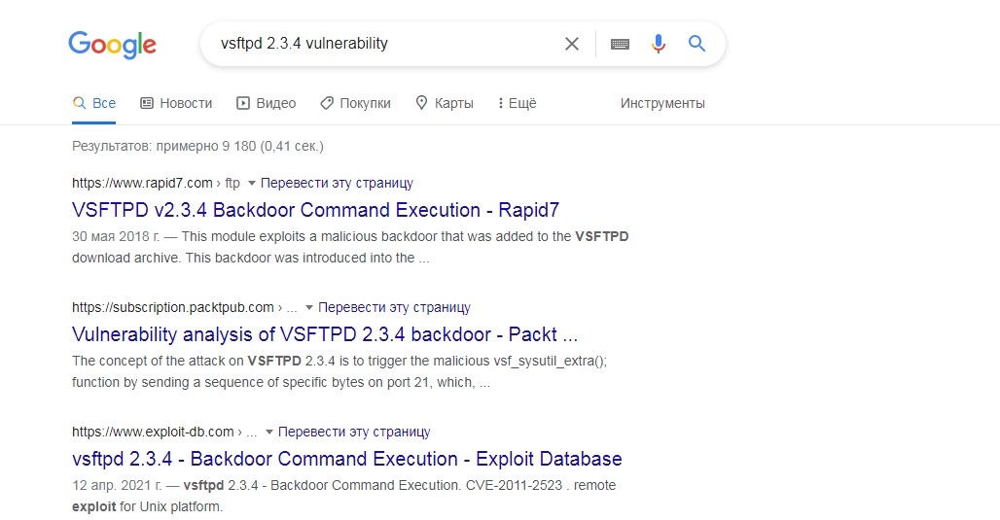 Google
vsftpd 2.3.4 vulnerability
Все Новости Видео Покупки Карты Ещё Инструменты
Результатов: примерно 9 180 (0,41 сек.)
https://www.rapid7.com › ftp Перевести эту страницу
VSFTPD v2.3.4 Backdoor Command Execution - Rapid7
30 мая 2018 г. — This module exploits a malicious backdoor that was added to the VSFTPD
download archive. This backdoor was introduced into the ...
https://subscription.packtpub.com › ... Перевести эту страницу
Vulnerability analysis of VSFTPD 2.3.4 backdoor - Packt ...
The concept of the attack on VSFTPD 2.3.4 is to trigger the malicious vsf_sysutil_extra();
function by sending a sequence of specific bytes on port 21, which, ...
https://www.exploit-db.com › ... Перевести эту страницу
vsftpd 2.3.4 - Backdoor Command Execution - Exploit Database
12 апр. 2021 г. — vsftpd 2.3.4 - Backdoor Command Execution. CVE-2011-2523 . remote
exploit for Unix platform.